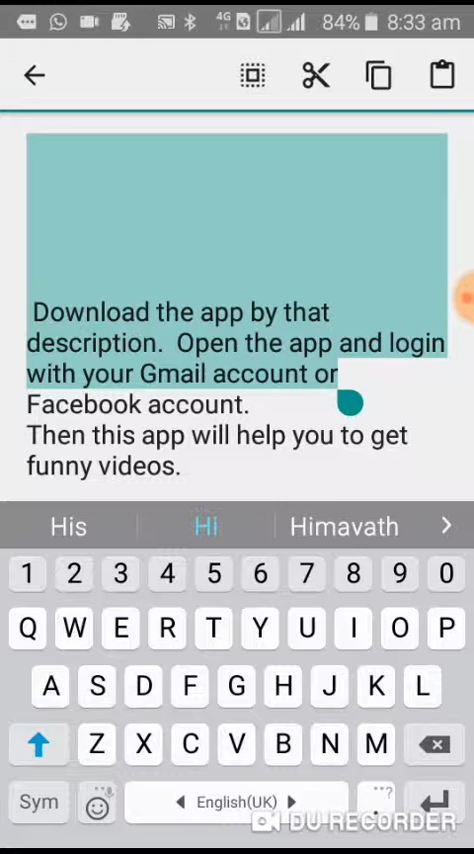 4G 84% 8:33 am
Download the app by that
description.  Open the app and login
with your Gmail account or
Facebook account.
Then this app will help you to get
funny videos.
His Hi Himavath
1 2 3 4 5 6 7 8 9 0
Q W E R T Y U I O P
A S D F G H J K L
Z X C V B N M
Sym English(UK) .
DU RECORDER